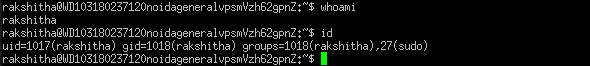 rakshitha@WD103180237120noidageneralvpsmVzh62gpnZ:~$ whoami
rakshitha
rakshitha@WD103180237120noidageneralvpsmVzh62gpnZ:~$ id
uid=1017(rakshitha) gid=1018(rakshitha) groups=1018(rakshitha),27(sudo)
rakshitha@WD103180237120noidageneralvpsmVzh62gpnZ:~$